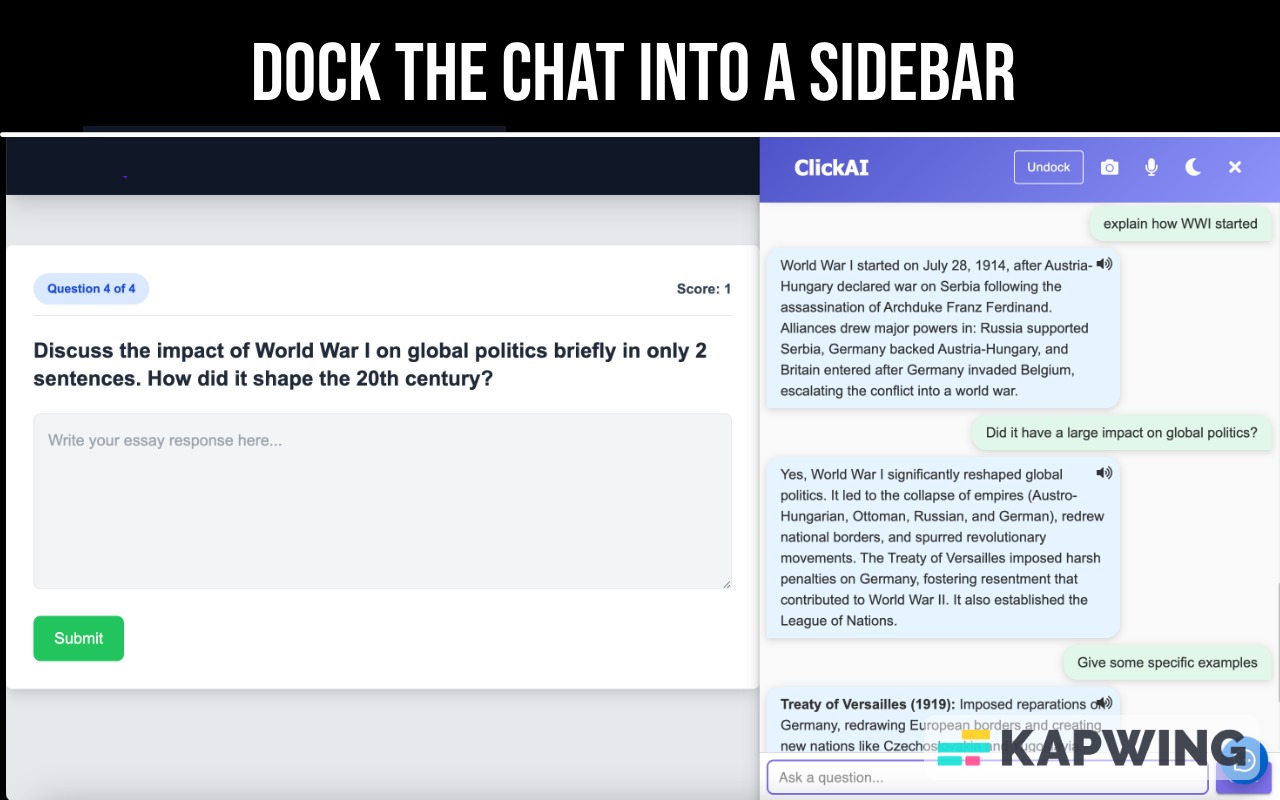 DOCK THE CHAT INTO A SIDEBAR
ClickAI
Undock
Question 4 of 4
Score: 1
Discuss the impact of World War I on global politics briefly in only 2
sentences. How did it shape the 20th century?
Write your essay response here...
Submit
explain how WWI started
World War I started on July 28, 1914, after Austria-
Hungary declared war on Serbia following the
assassination of Archduke Franz Ferdinand.
Alliances drew major powers in: Russia supported
Serbia, Germany backed Austria-Hungary, and
Britain entered after Germany invaded Belgium,
escalating the conflict into a world war.
Did it have a large impact on global politics?
Yes, World War I significantly reshaped global
politics. It led to the collapse of empires (Austro-
Hungarian, Ottoman, Russian, and German), redrew
national borders, and spurred revolutionary
movements. The Treaty of Versailles imposed harsh
penalties on Germany, fostering resentment that
contributed to World War II. It also established the
League of Nations.
Give some specific examples
Treaty of Versailles (1919): Imposed reparations on
Germany, redrawing European borders and creating
new nations like
Ask a question...
KAPWING